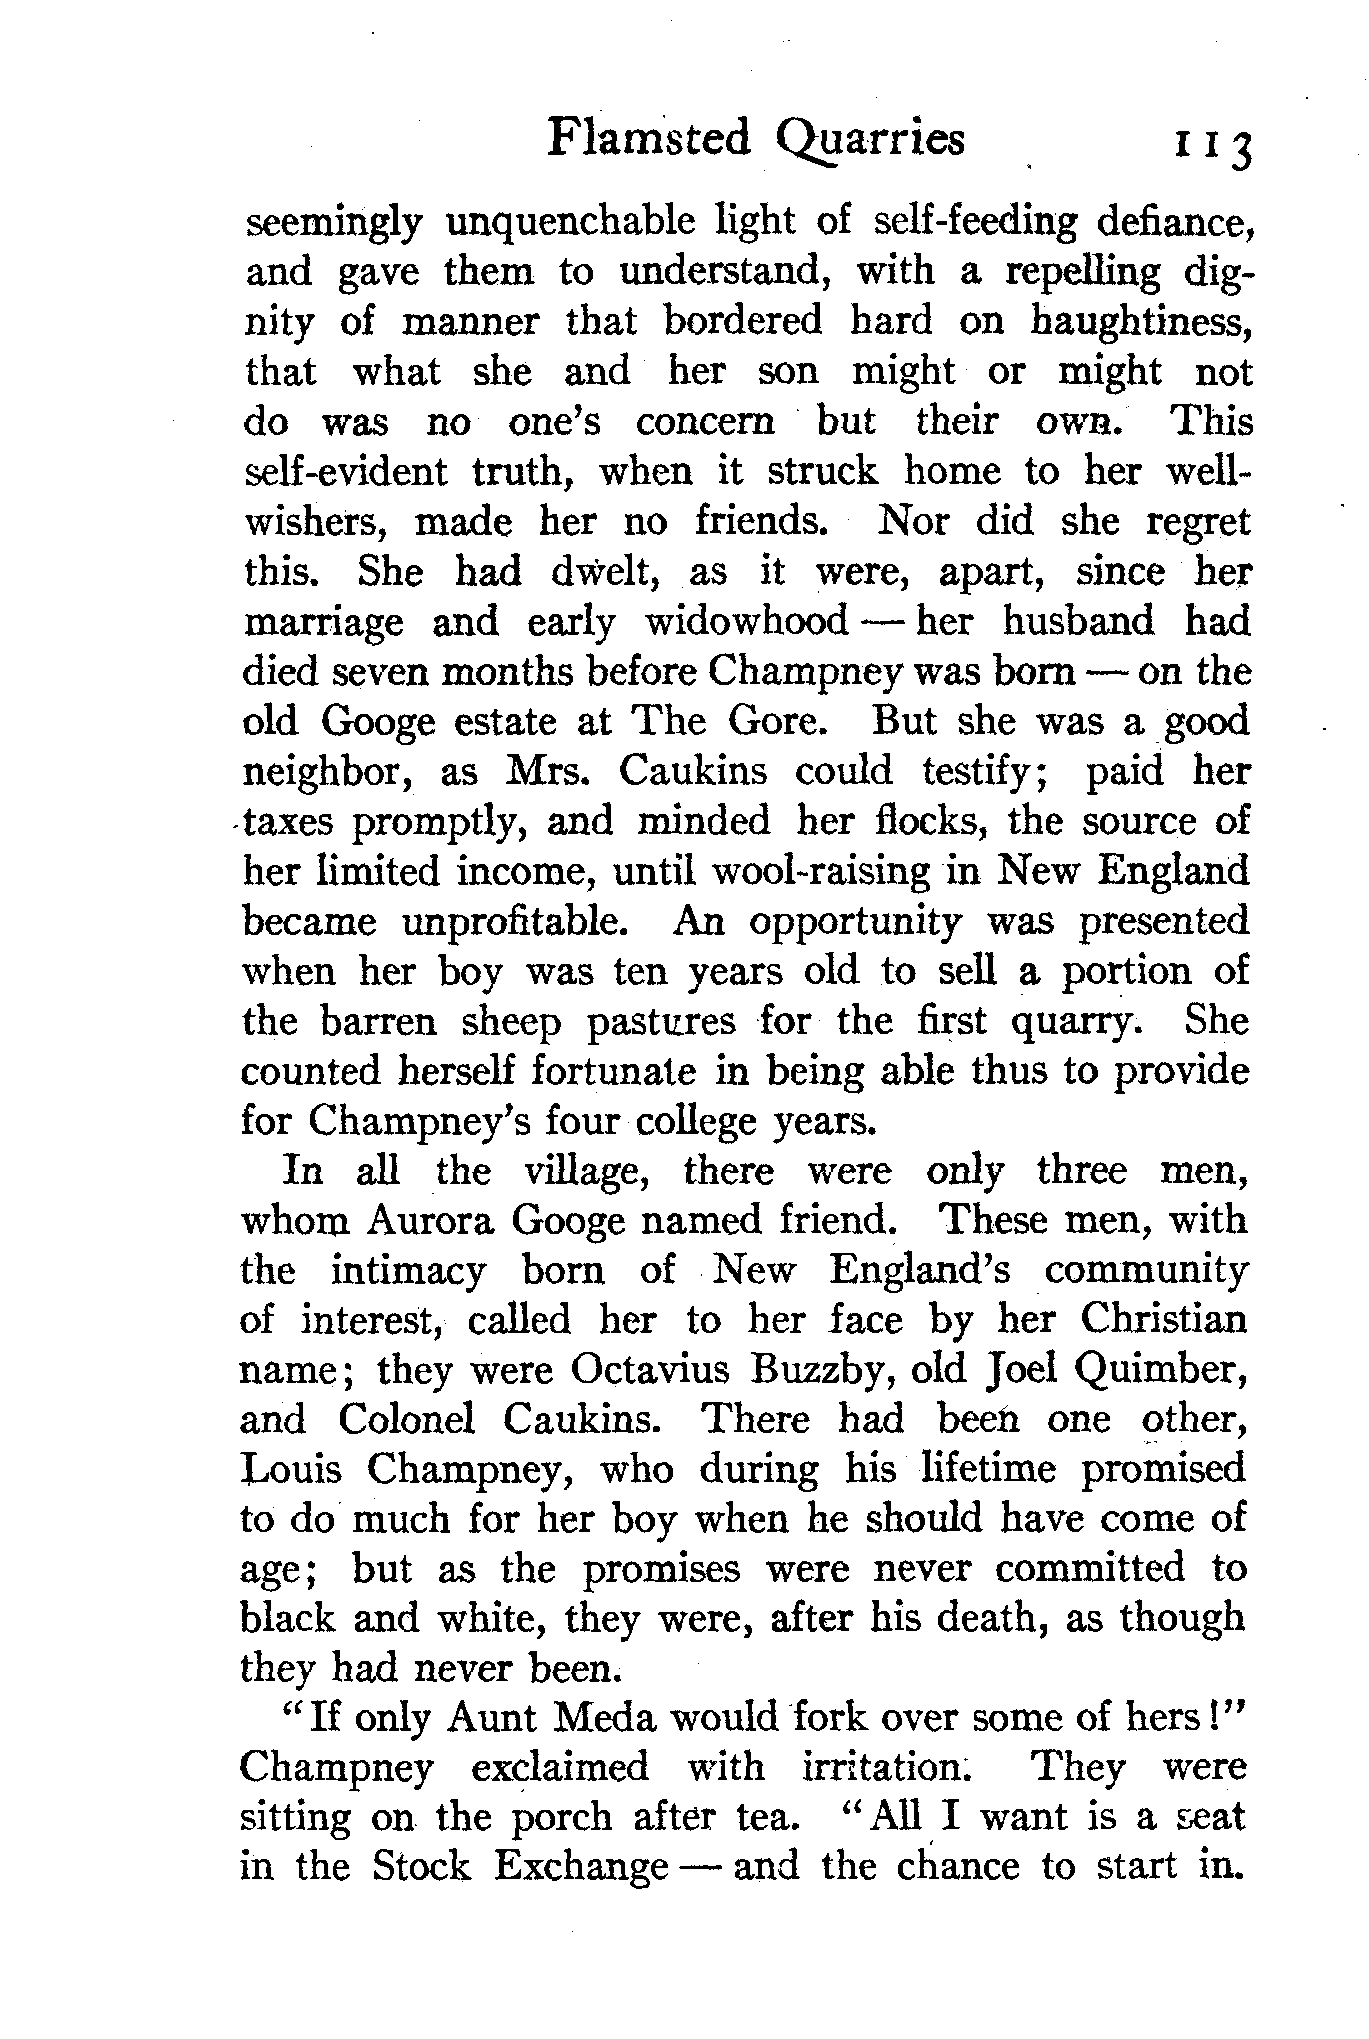 Flamsted Quarries 113
seemingly unquenchable light of self-feeding defiance,
and gave them to understand, with a repelling dig-
nity of manner that bordered hard on haughtiness,
that what she and her son might or might not
do was no one's concern but their own. This
self-evident truth, when it struck home to her well-
wishers, made her no friends. Nor did she regret
this. She had dwelt, as it were, apart, since her
marriage and early widowhood — her husband had
died seven months before Champney was born — on the
old Googe estate at The Gore. But she was a good
neighbor, as Mrs. Caukins could testify; paid her
taxes promptly, and minded her flocks, the source of
her limited income, until wool-raising in New England
became unprofitable. An opportunity was presented
when her boy was ten years old to sell a portion of
the barren sheep pastures for the first quarry. She
counted herself fortunate in being able thus to provide
for Champney's four college years.
In all the village, there were only three men,
whom Aurora Googe named friend. These men, with
the intimacy born of New England's community
of interest, called her to her face by her Christian
name; they were Octavius Buzzby, old Joel Quimber,
and Colonel Caukins. There had been one other,
Louis Champney, who during his lifetime promised
to do much for her boy when he should have come of
age; but as the promises were never committed to
black and white, they were, after his death, as though
they had never been.
"If only Aunt Meda would fork over some of hers!"
Champney exclaimed with irritation. They were
sitting on the porch after tea. "All I want is a seat
in the Stock Exchange — and the chance to start in.